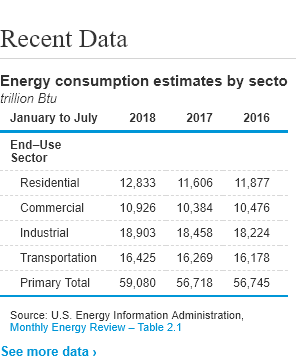 Recent Data
Energy consumption estimates by secto
trillion Btu
January to July 2018 2017 2016
End–Use
Sector
Residential 12,833 11,606 11,877
Commercial 10,926 10,384 10,476
Industrial 18,903 18,458 18,224
Transportation 16,425 16,269 16,178
Primary Total 59,080 56,718 56,745
Source: U.S. Energy Information Administration,
Monthly Energy Review – Table 2.1
See more data ›